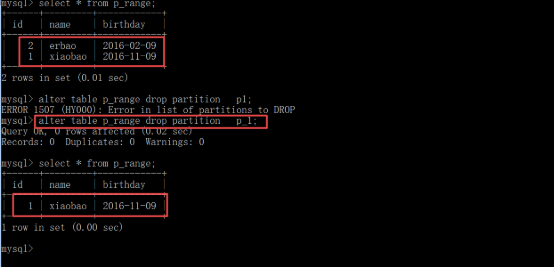 mysql> select * from p_range;
+------+---------+------------+
| id | name | birthday |
+------+---------+------------+
| 2 | erbao | 2016-02-09 |
| 1 | xiaobao | 2016-11-09 |
+------+---------+------------+
2 rows in set (0.01 sec)
mysql> alter table p_range drop partition p1;
ERROR 1507 (HY000): Error in list of partitions to DROP
mysql> alter table p_range drop partition p_1;
Query OK, 0 rows affected (0.02 sec)
Records: 0 Duplicates: 0 Warnings: 0
mysql> select * from p_range;
+------+---------+------------+
| id | name | birthday |
+------+---------+------------+
| 1 | xiaobao | 2016-11-09 |
+------+---------+------------+
1 row in set (0.00 sec)
mysql>